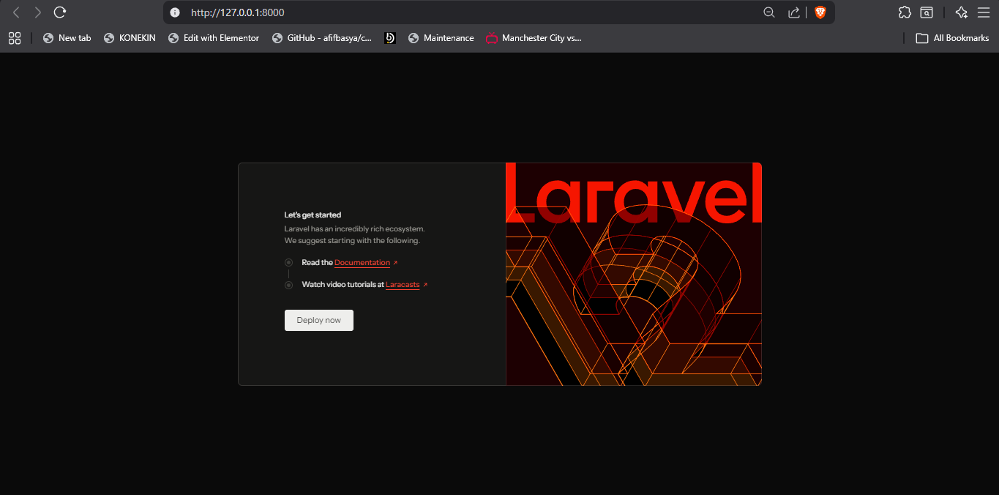 http://127.0.0.1:8000
New tab
KONEKIN
Edit with Elementor
GitHub - afifbasya/c...
Maintenance
Manchester City vs...
All Bookmarks
Laravel
Let's get started
Laravel has an incredibly rich ecosystem.
We suggest starting with the following.
Read the Documentation ↗
Watch video tutorials at Laracasts ↗
Deploy now